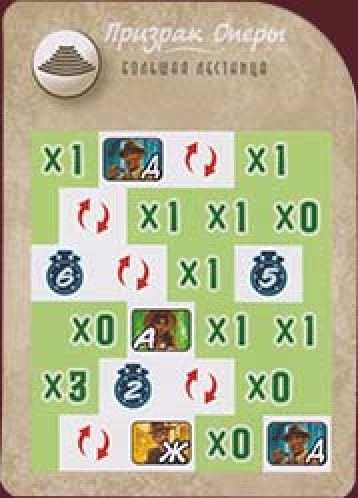 Призрак Оперы
БОЛЬШАЯ ЛЕСТНИЦА
X1 Д X1
X1 X1 X0
6 X1 5
X0 А X1 X1
X3 2 X0
Ж X0 Д